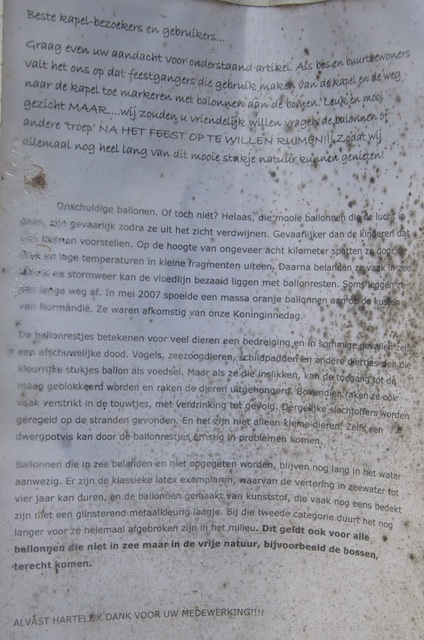 Beste kapel-bezoekers en gebruikers...
Graag even uw aandacht voor onderstaand artikel. Als bos en buurtbewoners
valt het ons op dat feestgangers die gebruik maken van de kapel en de weg
naar de kapel toe markeren met balonnen aan de bomen. Leuk en mooi
gezicht MAAR....wij zouden u vriendelijk willen vragen de balonnen of
andere 'troep' NA HET FEEST OP TE WILLEN RUIMEN!!! Zodat wij
allemaal nog heel lang van dit mooie stukje natuur kunnen genieten!
Onschuldige ballonen. Of toch niet? Helaas, die mooie ballonnen die de lucht in
gaan, zijn gevaarlijk zodra ze uit het zicht verdwijnen. Gevaarlijker dan de kinderen dat
zich kunnen voorstellen. Op de hoogte van ongeveer acht kilometer spatten ze door de
druk en lage temperaturen in kleine fragmenten uiteen. Daarna belanden ze vaak in zee.
en stormweer kan de vloedlijn bezaaid liggen met ballonresten. Soms leggen ze
een lange weg af. In mei 2007 spoelde een massa oranje ballonnen aan op de kusten
van Normandië. Ze waren afkomstig van onze Koninginnedag.
De ballonrestjes betekenen voor veel dieren een bedreiging en in sommige gevallen zelfs
een afschuwelijke dood. Vogels, zeezoogdieren, schildpadden en andere diertjes zien die
kleurrijke stukjes ballon als voedsel. Maar als ze die inslikken, kan de toegang tot de
maag geblokkeerd worden en raken de dieren uitgehongerd. Bovendien raken ze ook
vaak verstrikt in de touwtjes, met verdrinking tot gevolg. Dergelijke slachtoffers worden
geregeld op de stranden gevonden. En het zijn niet alleen kleine dieren. Zelfs een
dwergpotvis kan door de ballonrestjes ernstig in problemen komen.
Ballonnen die in zee belanden en niet opgegeten worden, blijven nog lang in het water
aanwezig. Er zijn de klassieke latex exemplaren, waarvan de vertering in zeewater tot
vier jaar kan duren, en de ballonnen gemaakt van kunststof, die vaak nog eens bedekt
zijn met een glinsterend metaalkleurig laagje. Bij die tweede categorie duurt het nog
langer voor ze helemaal afgebroken zijn in het milieu. Dit geldt ook voor alle
ballongen die niet in zee maar in de vrije natuur, bijvoorbeeld de bossen,
terecht komen.
ALVAST HARTELIJK DANK VOOR UW MEDEWERKING!!!!